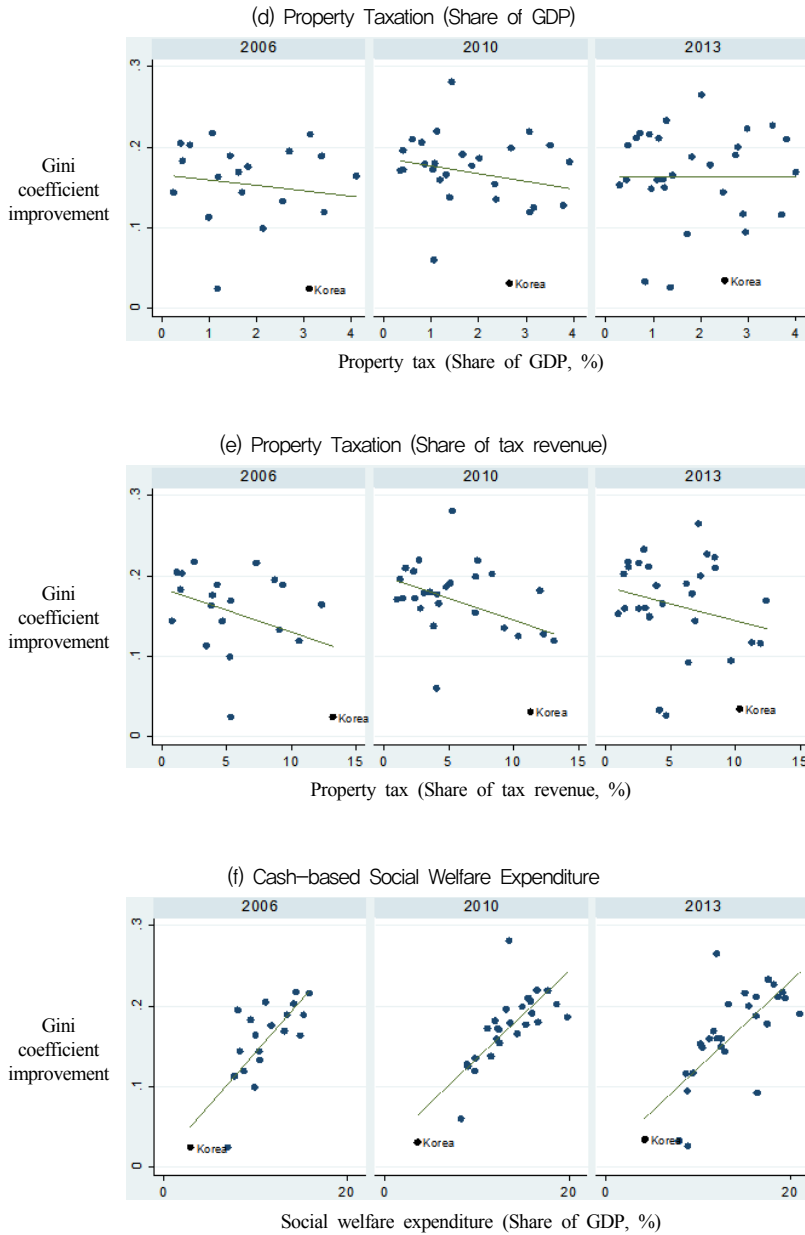 (d) Property Taxation (Share of GDP)
2006 2010 2013
.3
.2
.1
0
Gini
coefficient
improvement
Korea Korea Korea
0 1 2 3 4 0 1 2 3 4 0 1 2 3 4
Property tax (Share of GDP, %)
(e) Property Taxation (Share of tax revenue)
2006 2010 2013
.3
.2
.1
0
Gini
coefficient
improvement
Korea Korea Korea
0 5 10 15 0 5 10 15 0 5 10 15
Property tax (Share of tax revenue, %)
(f) Cash-based Social Welfare Expenditure
2006 2010 2013
.3
.2
.1
0
Gini
coefficient
improvement
Korea Korea Korea
0 20 0 20 0 20
Social welfare expenditure (Share of GDP, %)